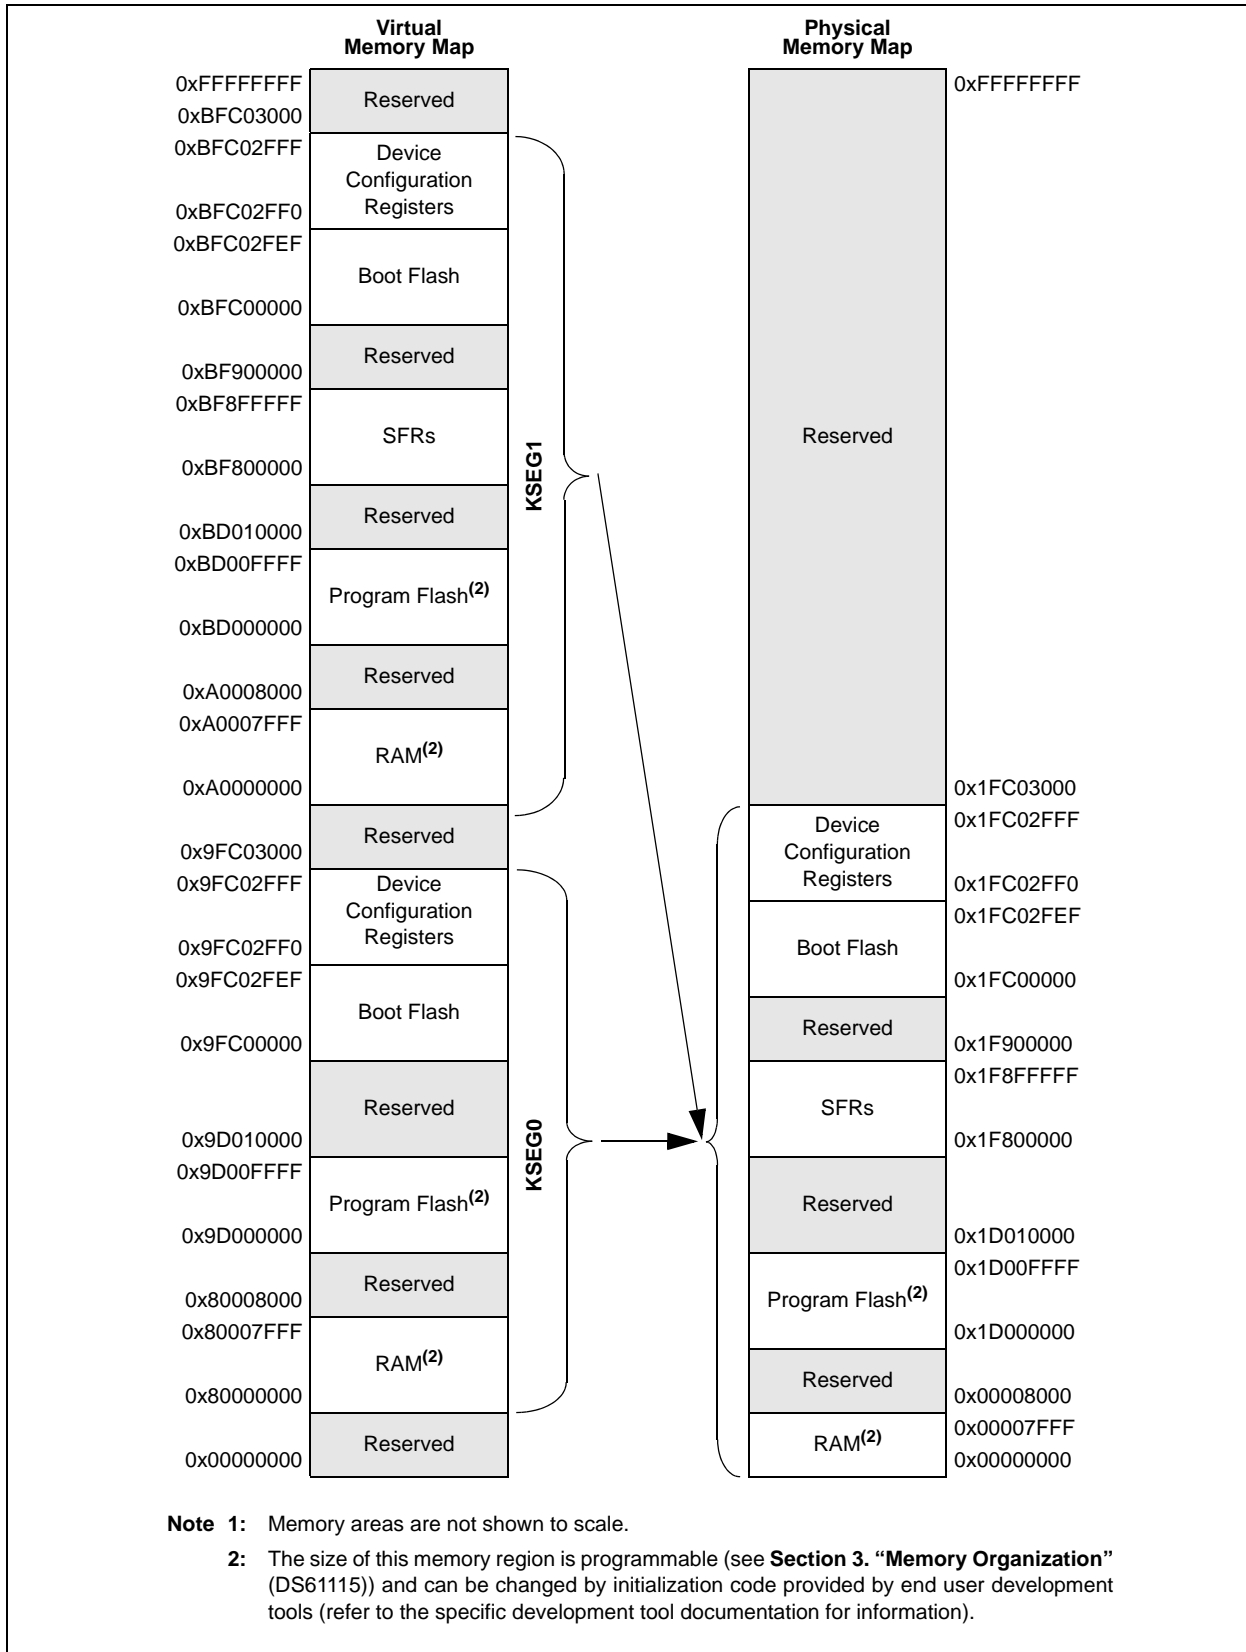 Virtual
Memory Map
0xFFFFFFFF
Reserved
0xBFC03000
0xBFC02FFF
Device
Configuration
Registers
0xBFC02FF0
0xBFC02FEF
Boot Flash
0xBFC00000
Reserved
0xBF900000
0xBF8FFFFF
SFRs
0xBF800000
Reserved
0xBD010000
0xBD00FFFF
Program Flash(2)
0xBD000000
Reserved
0xA0008000
0xA0007FFF
RAM(2)
0xA0000000
Reserved
0x9FC03000
0x9FC02FFF
Device
Configuration
Registers
0x9FC02FF0
0x9FC02FEF
Boot Flash
0x9FC00000
Reserved
0x9D010000
0x9D00FFFF
Program Flash(2)
0x9D000000
Reserved
0x80008000
0x80007FFF
RAM(2)
0x80000000
Reserved
0x00000000
KSEG1
KSEG0
Physical
Memory Map
0xFFFFFFFF
Reserved
0x1FC03000
0x1FC02FFF
Device
Configuration
Registers
0x1FC02FF0
0x1FC02FEF
Boot Flash
0x1FC00000
Reserved
0x1F900000
0x1F8FFFFF
SFRs
0x1F800000
Reserved
0x1D010000
0x1D00FFFF
Program Flash(2)
0x1D000000
Reserved
0x00008000
0x00007FFF
RAM(2)
0x00000000
Note 1: Memory areas are not shown to scale.
2: The size of this memory region is programmable (see Section 3. “Memory Organization”
(DS61115)) and can be changed by initialization code provided by end user development
tools (refer to the specific development tool documentation for information).